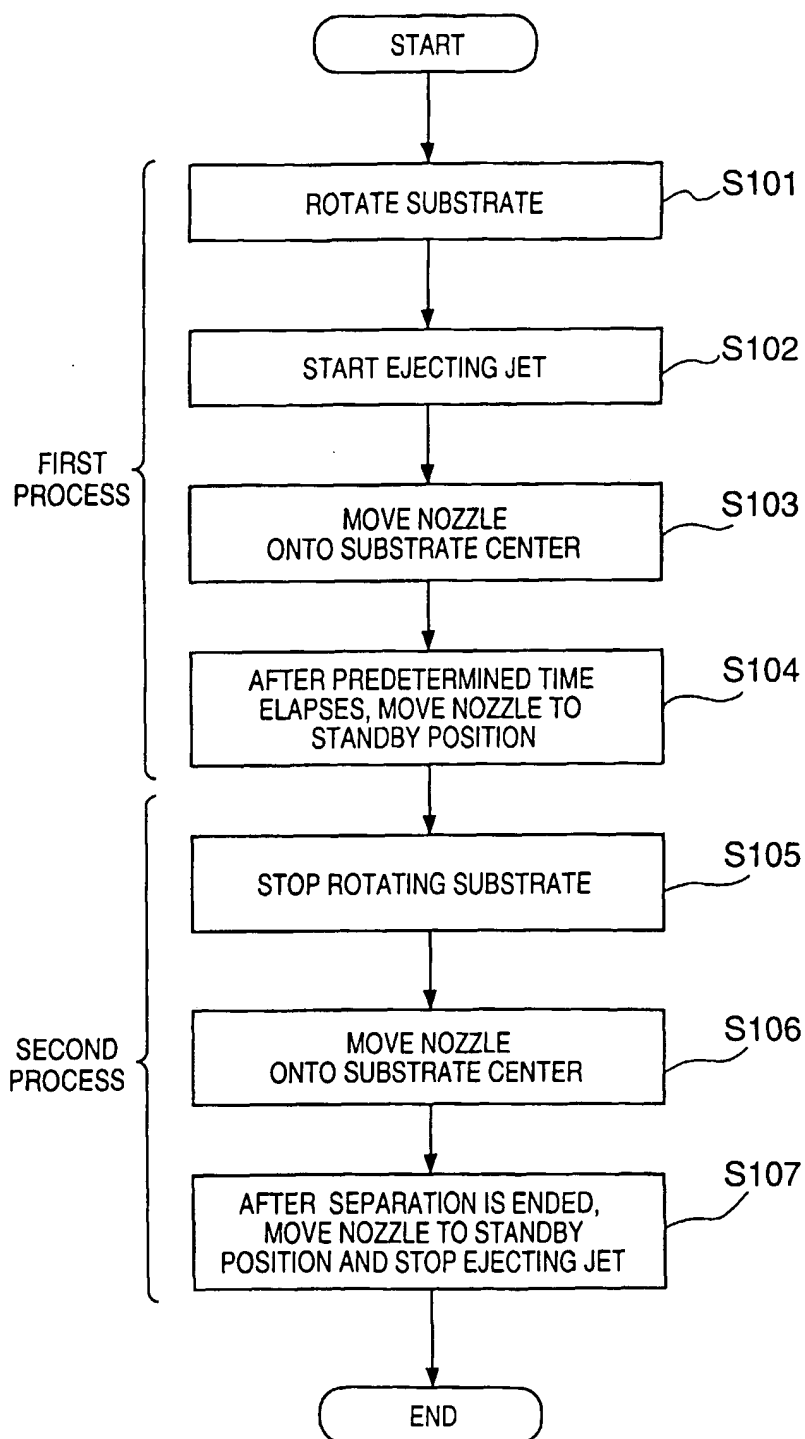 START
ROTATE SUBSTRATE
S101
START EJECTING JET
S102
FIRST
PROCESS
MOVE NOZZLE
ONTO SUBSTRATE CENTER
S103
AFTER PREDETERMINED TIME
ELAPSES, MOVE NOZZLE TO
STANDBY POSITION
S104
STOP ROTATING SUBSTRATE
S105
SECOND
PROCESS
MOVE NOZZLE
ONTO SUBSTRATE CENTER
S106
AFTER SEPARATION IS ENDED,
MOVE NOZZLE TO STANDBY
POSITION AND STOP EJECTING JET
S107
END